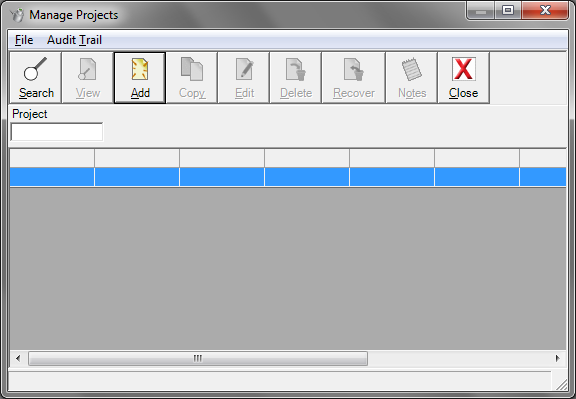 Manage Projects
File Audit Trail
Search View Add Copy Edit Delete Recover Notes Close
Project